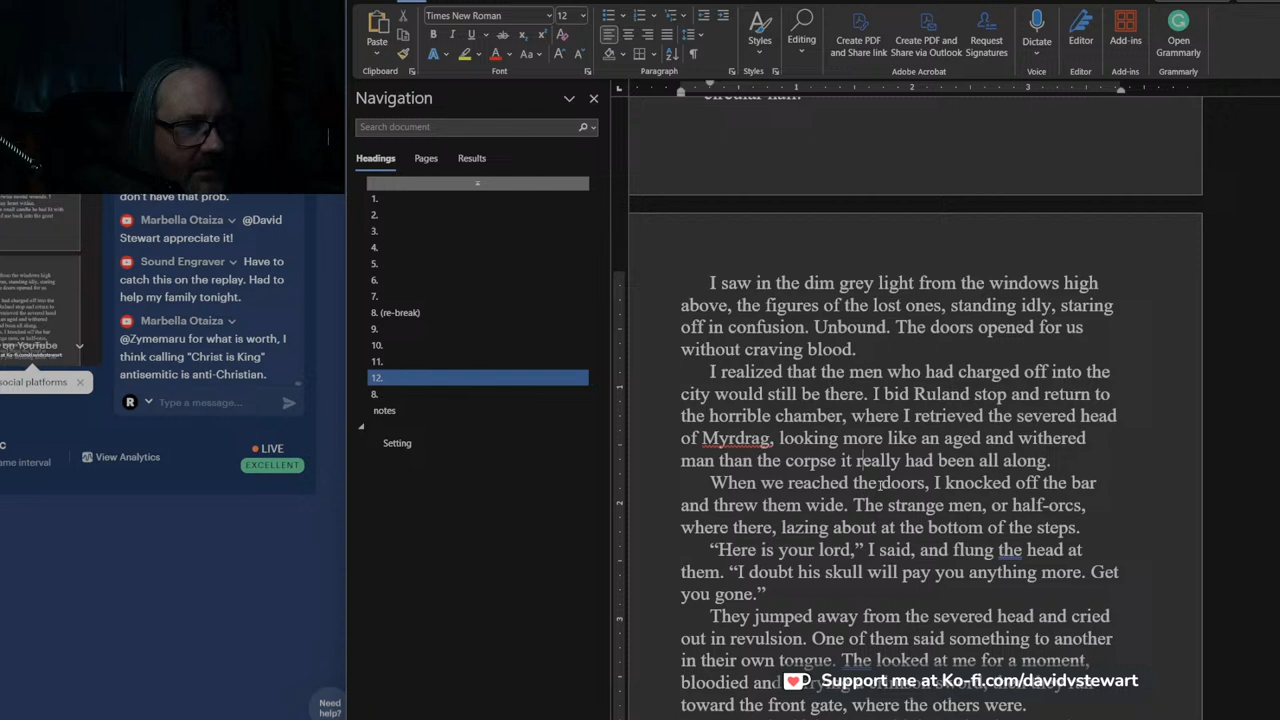 Times New Roman
12
Paste
Clipboard
Font
Paragraph
Styles
Styles
Editing
Create PDF
and Share link
Create PDF and
Share via Outlook
Request
Signatures
Adobe Acrobat
Dictate
Voice
Editor
Editor
Add-ins
Add-ins
Open
Grammarly
Grammarly
Navigation
Search document
Headings
Pages
Results
1.
2.
3.
4.
5.
6.
7.
8. (re-break)
9.
10.
11.
12.
8.
notes
Setting
don't have that prob.
Marbella Otaiza @David
Stewart appreciate it!
Sound Engraver Have to
catch this on the replay. Had to
help my family tonight.
Marbella Otaiza
@Zymemaru for what is worth, I
think calling "Christ is King"
antisemitic is anti-Christian.
on YouTube
social platforms
R
Type a message...
LIVE
EXCELLENT
ame interval
View Analytics
Need
help?
1
2
3
circular hall.
I saw in the dim grey light from the windows high
above, the figures of the lost ones, standing idly, staring
off in confusion. Unbound. The doors opened for us
without craving blood.
I realized that the men who had charged off into the
city would still be there. I bid Ruland stop and return to
the horrible chamber, where I retrieved the severed head
of Myrdrag, looking more like an aged and withered
man than the corpse it really had been all along.
When we reached the doors, I knocked off the bar
and threw them wide. The strange men, or half-orcs,
where there, lazing about at the bottom of the steps.
“Here is your lord,” I said, and flung the head at
them. “I doubt his skull will pay you anything more. Get
you gone.”
They jumped away from the severed head and cried
out in revulsion. One of them said something to another
in their own tongue. The looked at me for a moment,
bloodied and
toward the front gate, where the others were.
Support me at Ko-fi.com/davidvstewart
1
2
3